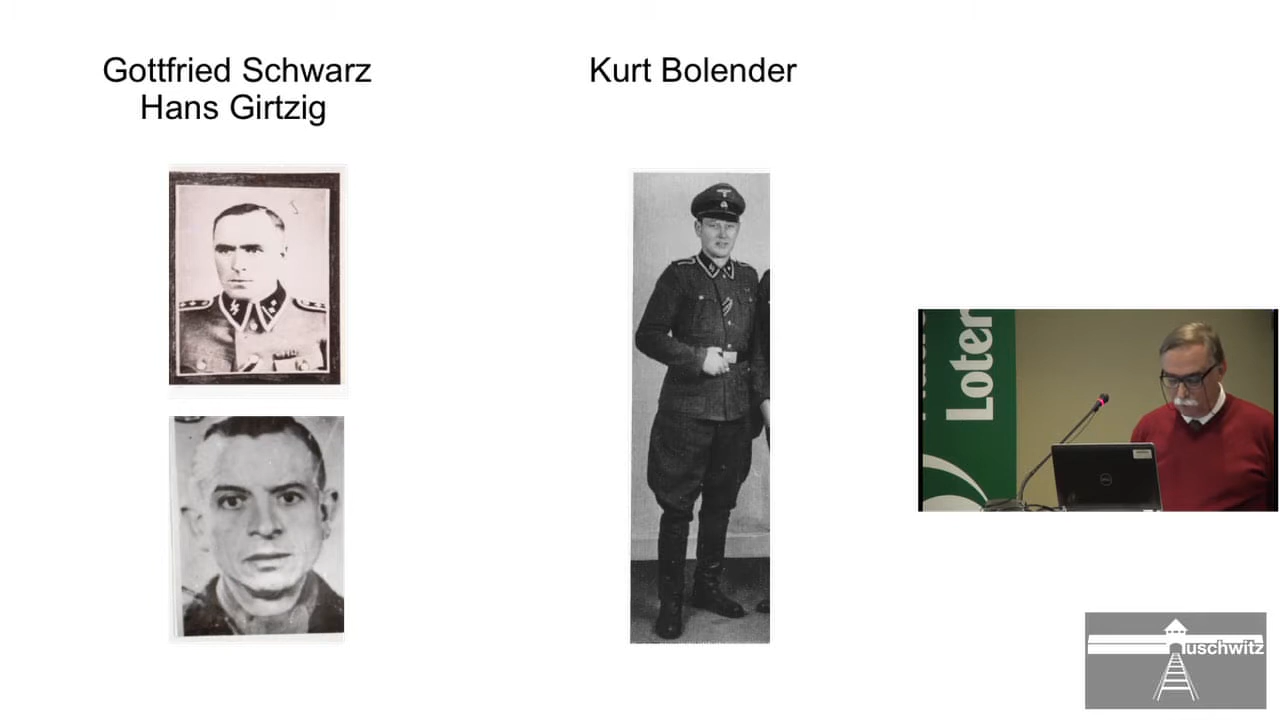 Gottfried Schwarz
Hans Girtzig
Kurt Bolender
Loter
uschwitz